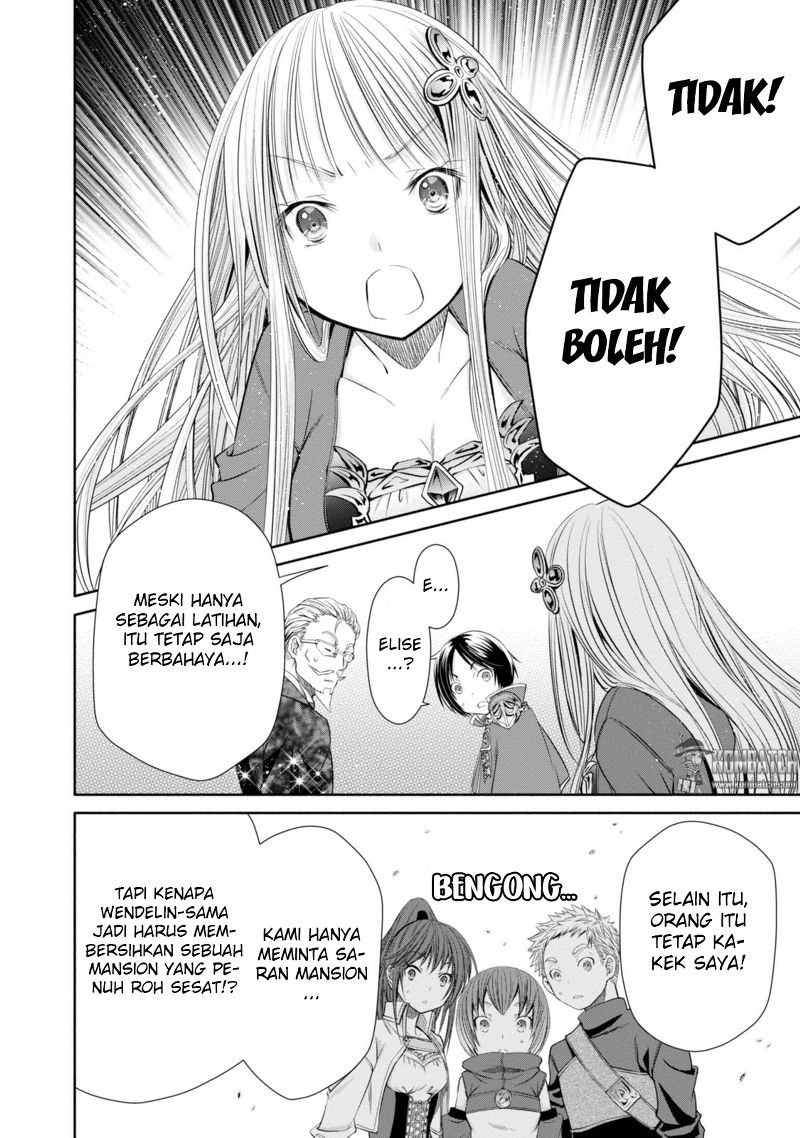 TIDAK!
TIDAK
BOLEH!
E...
ELISE
...?
MESKI HANYA
SEBAGAI LATIHAN,
ITU TETAP SAJA
BERBAHAYA...!
SELAIN ITU,
ORANG ITU
TETAP KA-
KEK SAYA!
BENGONG...
KAMI HANYA
MEMINTA SA-
RAN MANSION
...
TAPI KENAPA
WENDELIN-SAMA
JADI HARUS MEM-
BERSIHKAN SEBUAH
MANSION YANG PE-
NUH ROH SESAT!?